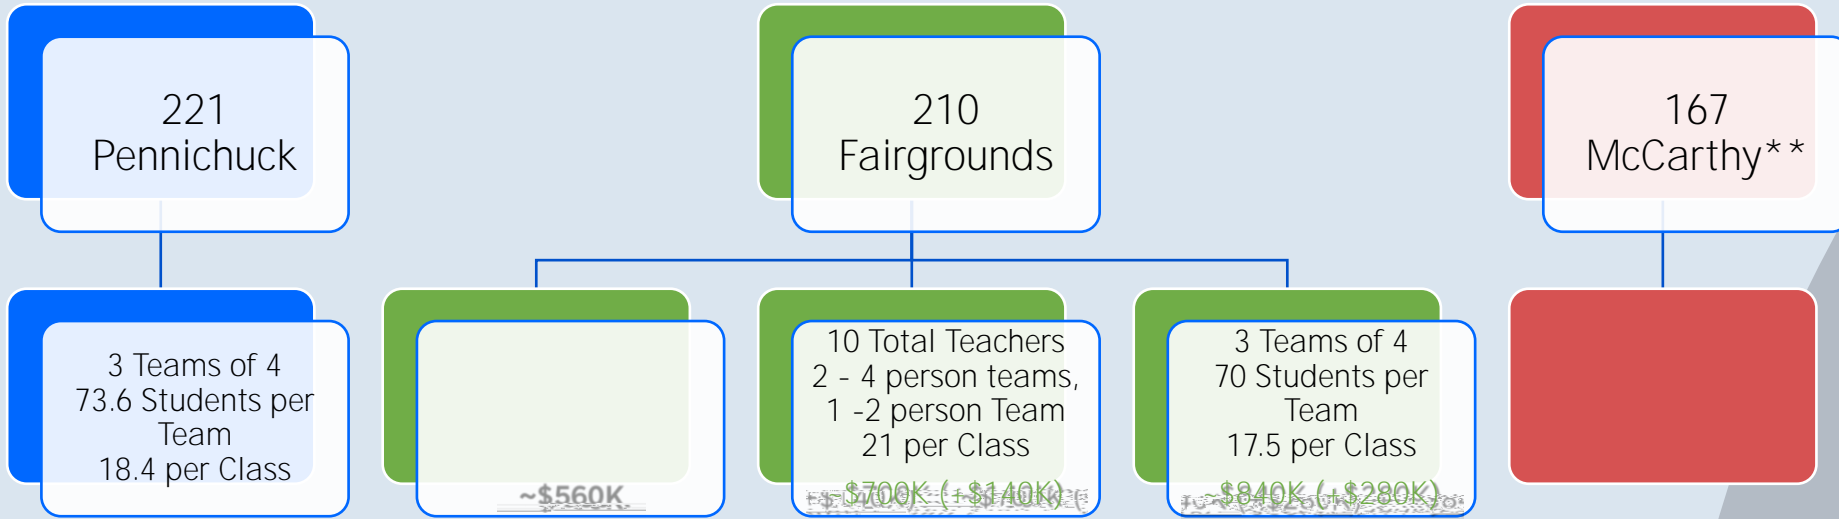 221
Pennichuck
210
Fairgrounds
167
McCarthy**
3 Teams of 4
73.6 Students per
Team
18.4 per Class
~$560K
10 Total Teachers
2 - 4 person teams,
1 -2 person Team
21 per Class
~$700K (+$140K)
3 Teams of 4
70 Students per
Team
17.5 per Class
~$840K (+$280K)